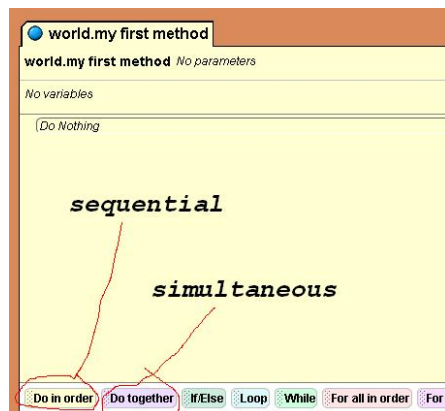 world.my first method
world.my first method No parameters
No variables
Do Nothing
sequential
simultaneous
Do in order Do together If/Else Loop While For all in order For